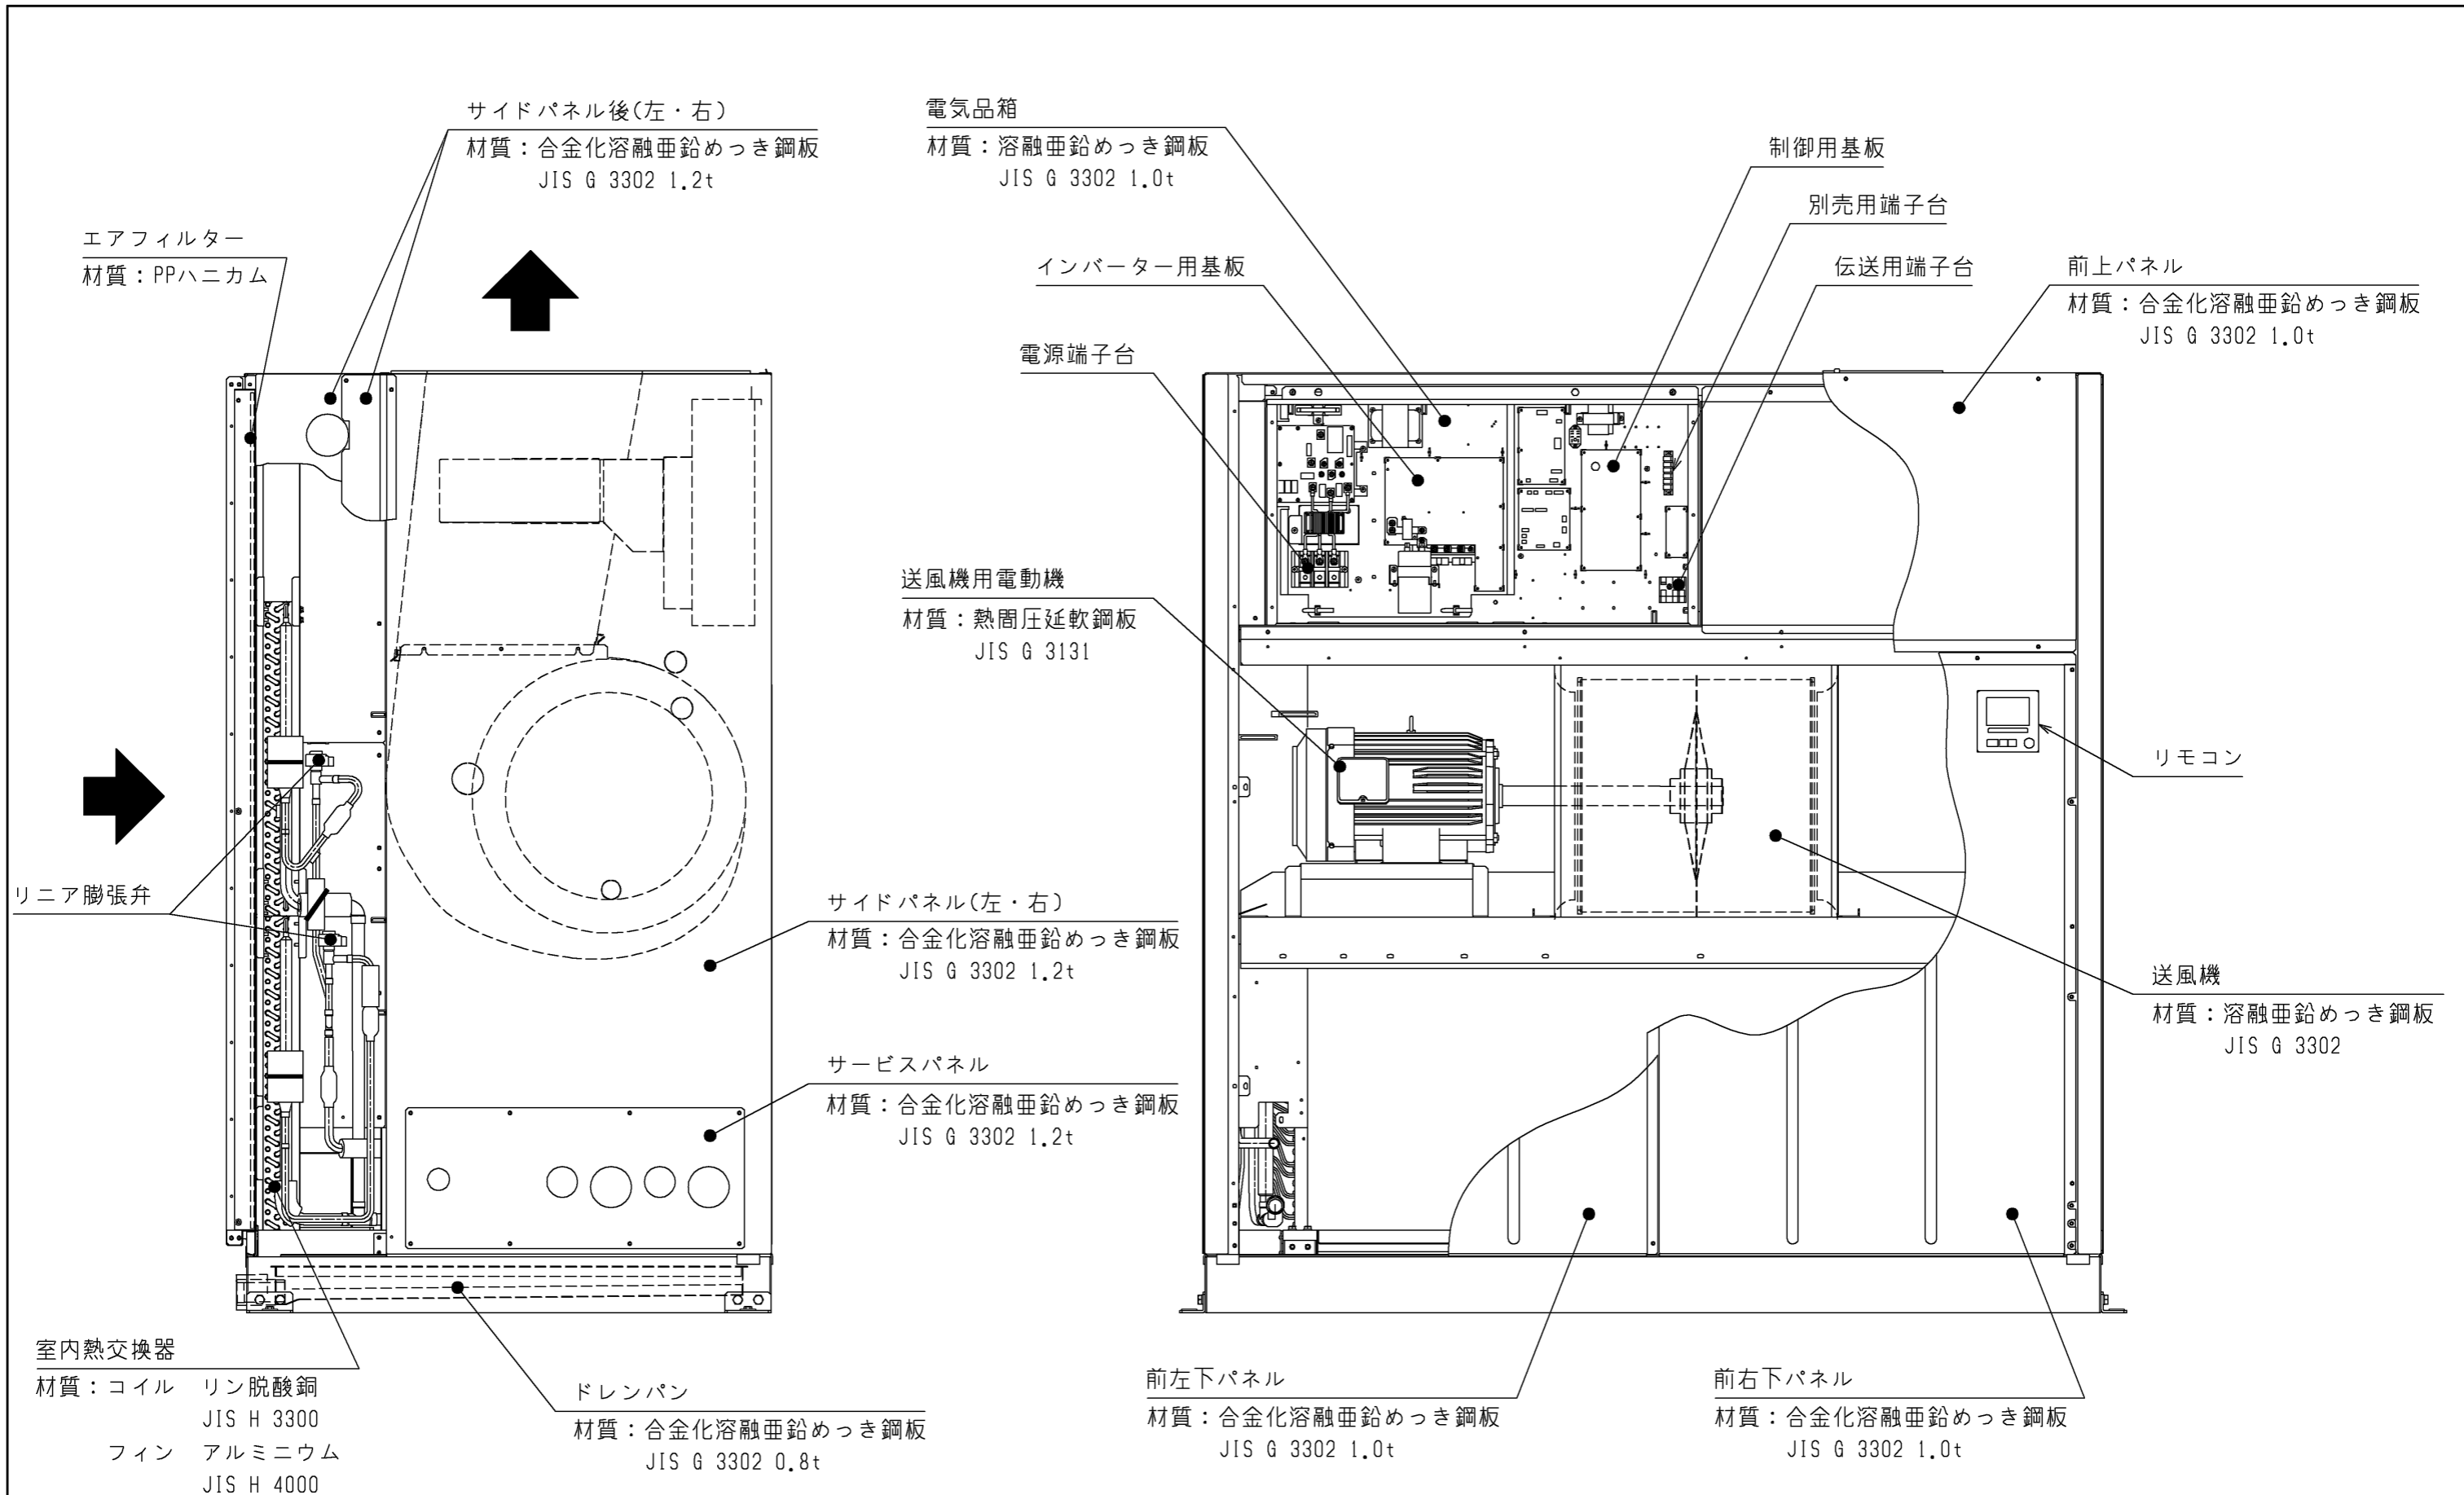 サイドパネル後(左・右)
材質：合金化溶融亜鉛めっき鋼板
JIS G 3302 1.2t
電気品箱
材質：溶融亜鉛めっき鋼板
JIS G 3302 1.0t
制御用基板
別売用端子台
エアフィルター
材質：PPハニカム
インバーター用基板
伝送用端子台
前上パネル
材質：合金化溶融亜鉛めっき鋼板
JIS G 3302 1.0t
電源端子台
送風機用電動機
材質：熱間圧延軟鋼板
JIS G 3131
リモコン
リニア膨張弁
サイドパネル(左・右)
材質：合金化溶融亜鉛めっき鋼板
JIS G 3302 1.2t
送風機
材質：溶融亜鉛めっき鋼板
JIS G 3302
サービスパネル
材質：合金化溶融亜鉛めっき鋼板
JIS G 3302 1.2t
室内熱交換器
材質：コイル　リン脱酸銅
JIS H 3300
フィン　アルミニウム
JIS H 4000
ドレンパン
材質：合金化溶融亜鉛めっき鋼板
JIS G 3302 0.8t
前左下パネル
材質：合金化溶融亜鉛めっき鋼板
JIS G 3302 1.0t
前右下パネル
材質：合金化溶融亜鉛めっき鋼板
JIS G 3302 1.0t